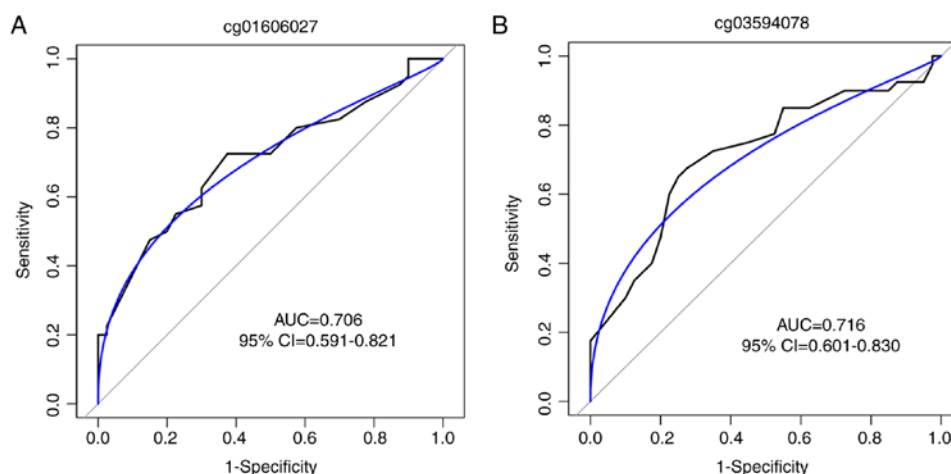 A
cg01606027
Sensitivity
1.0
0.8
0.6
0.4
0.2
0.0
AUC=0.706
95% CI=0.591-0.821
0.0 0.2 0.4 0.6 0.8 1.0
1-Specificity
B
cg03594078
Sensitivity
1.0
0.8
0.6
0.4
0.2
0.0
AUC=0.716
95% CI=0.601-0.830
0.0 0.2 0.4 0.6 0.8 1.0
1-Specificity